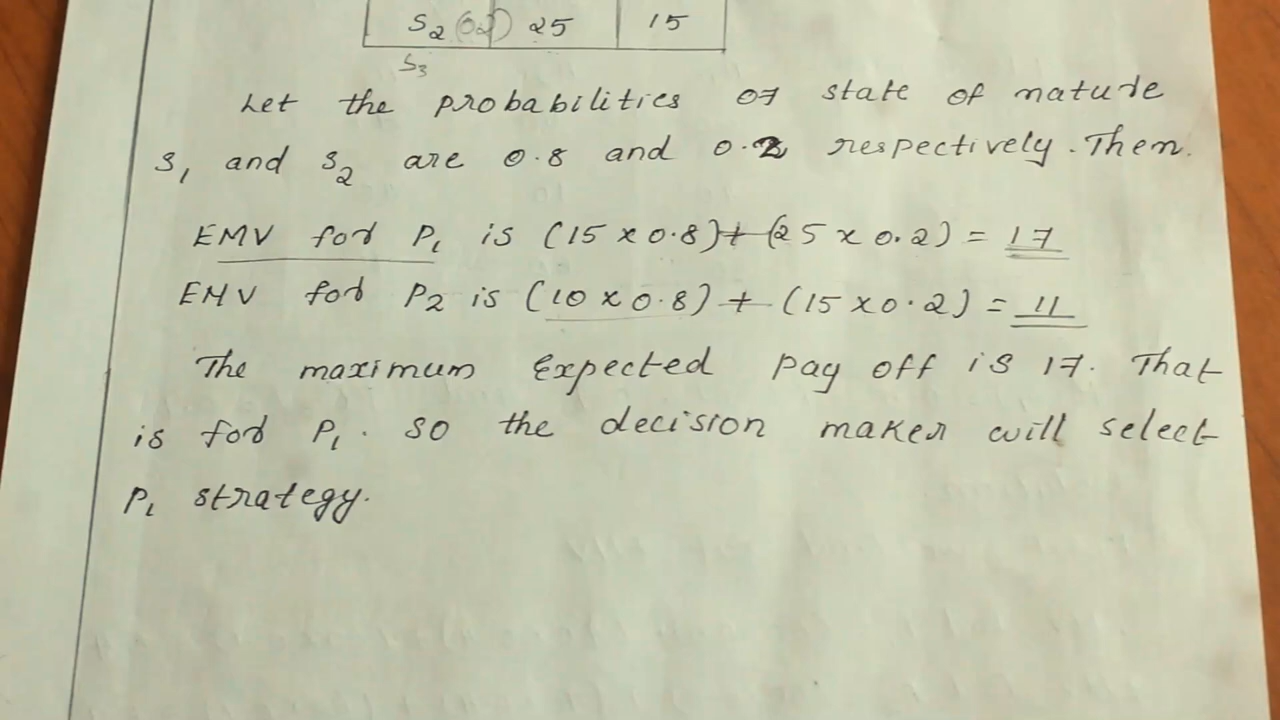 S2 (0.2) 25 15
S3
Let the probabilities of state of nature
S1 and S2 are 0.8 and 0.2 respectively. Then.
EMV for P1 is (15 x 0.8) + (25 x 0.2) = 17
EMV for P2 is (10 x 0.8) + (15 x 0.2) = 11
The maximum Expected pay off is 17. That
is for P1. So the decision maker will select
P1 strategy.